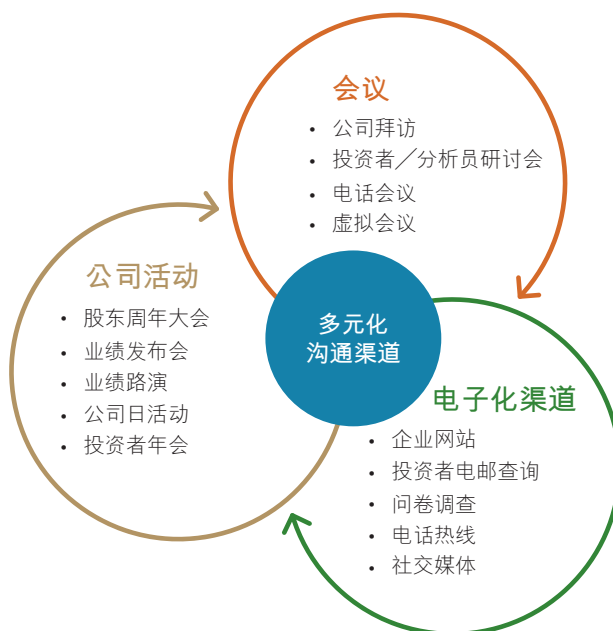 会议
• 公司拜访
• 投资者／分析员研讨会
• 电话会议
• 虚拟会议
公司活动
• 股东周年大会
• 业绩发布会
• 业绩路演
• 公司日活动
• 投资者年会
多元化
沟通渠道
电子化渠道
• 企业网站
• 投资者电邮查询
• 问卷调查
• 电话热线
• 社交媒体